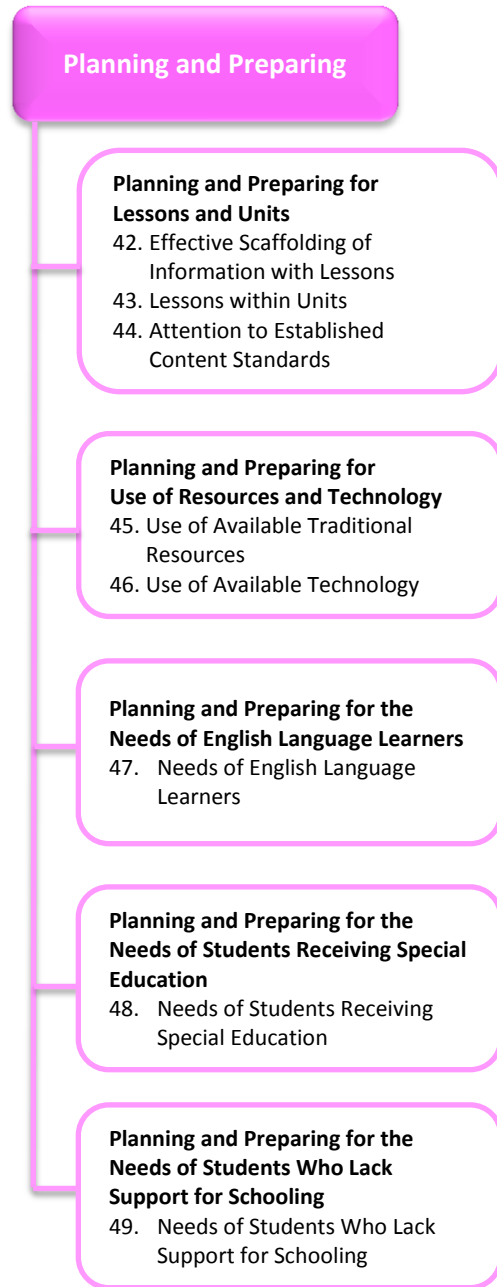 Planning and Preparing
Planning and Preparing for
Lessons and Units
42. Effective Scaffolding of
Information with Lessons
43. Lessons within Units
44. Attention to Established
Content Standards
Planning and Preparing for
Use of Resources and Technology
45. Use of Available Traditional
Resources
46. Use of Available Technology
Planning and Preparing for the
Needs of English Language Learners
47. Needs of English Language
Learners
Planning and Preparing for the
Needs of Students Receiving Special
Education
48. Needs of Students Receiving
Special Education
Planning and Preparing for the
Needs of Students Who Lack
Support for Schooling
49. Needs of Students Who Lack
Support for Schooling